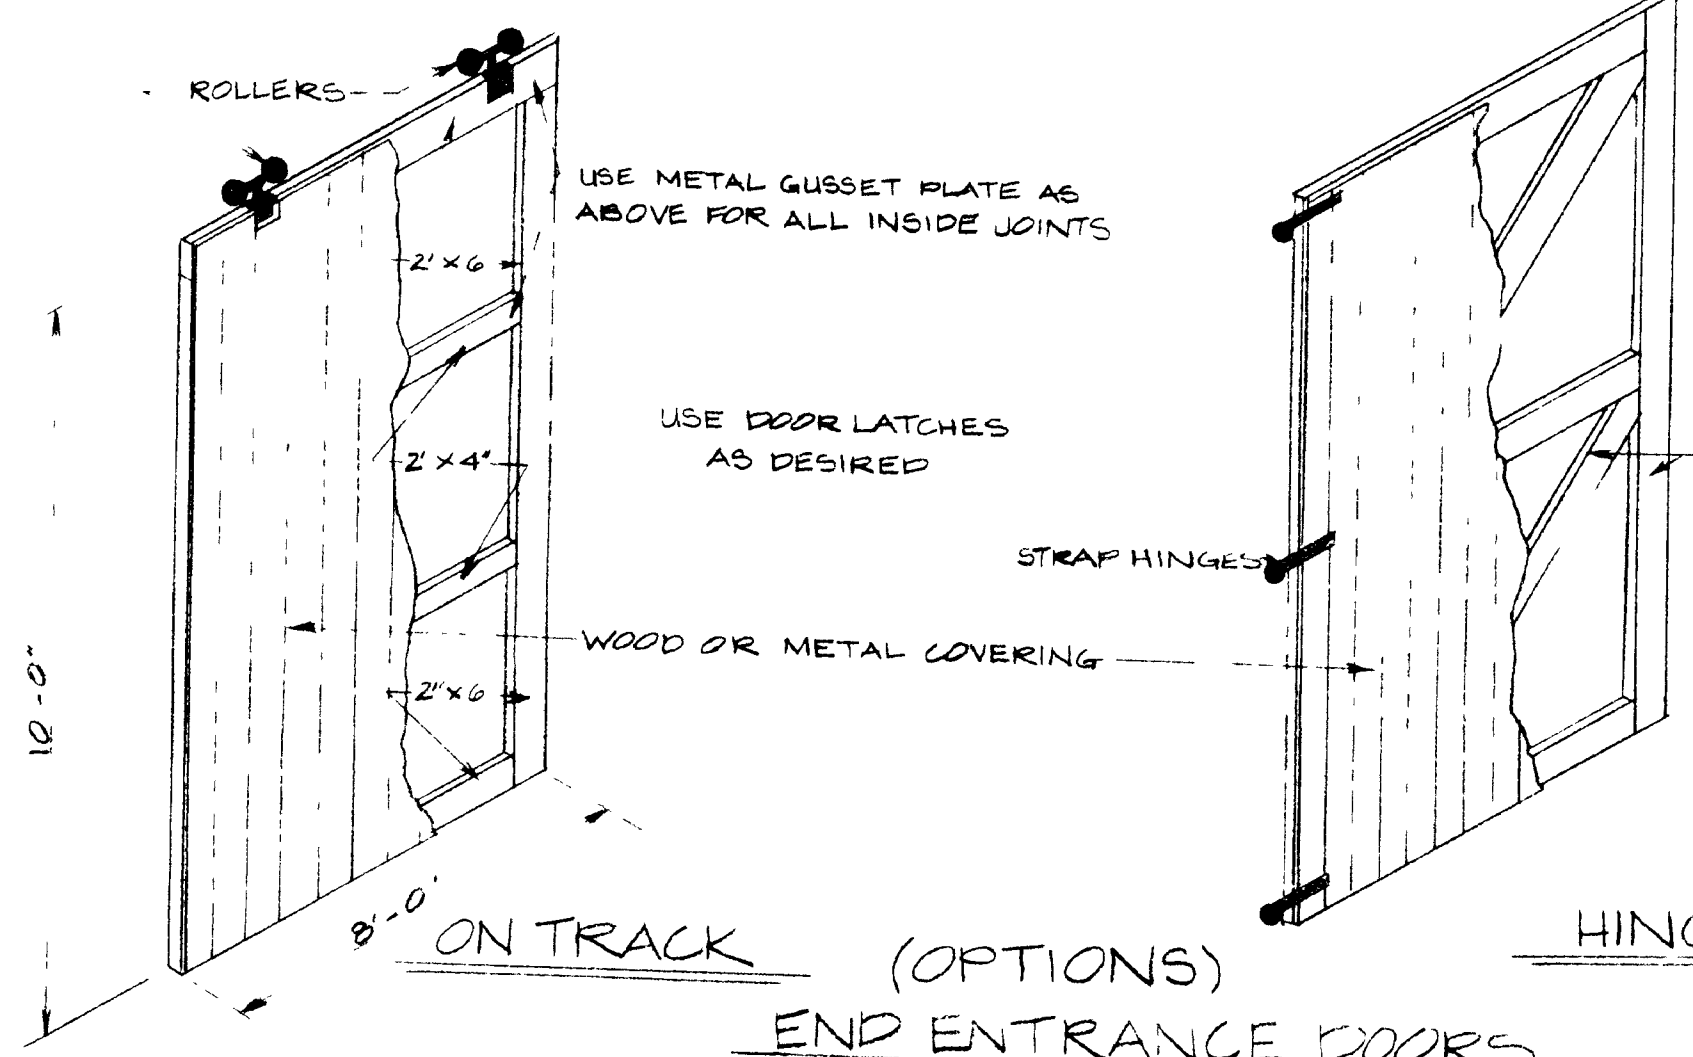 ROLLERS
USE METAL GUSSET PLATE AS
ABOVE FOR ALL INSIDE JOINTS
2' X 6
USE DOOR LATCHES
AS DESIRED
2' X 4"
STRAP HINGES
WOOD OR METAL COVERING
2" X 6
10'-0"
8'-0'
ON TRACK
(OPTIONS)
HING
END ENTRANCE DOORS